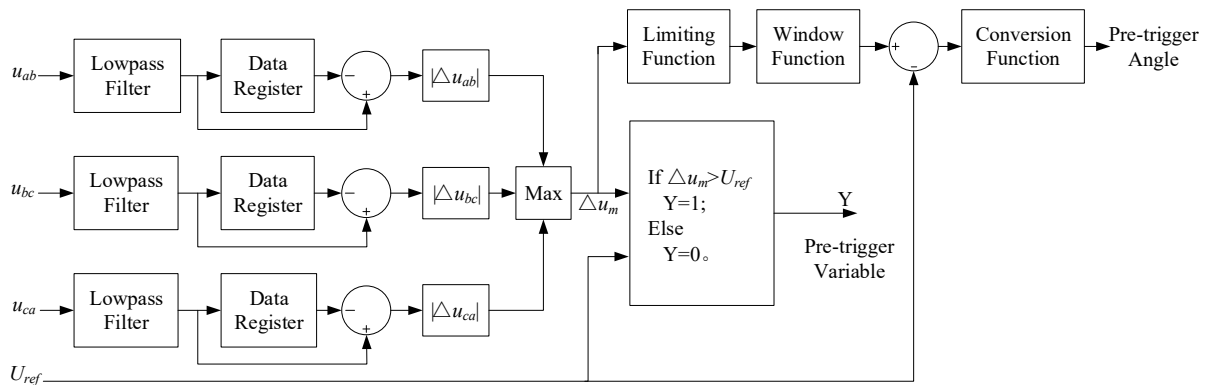 Limiting
Function
Window
Function
+
-
Conversion
Function
Pre-trigger
Angle
u_ab
Lowpass
Filter
Data
Register
-
+
|△u_ab|
u_bc
Lowpass
Filter
Data
Register
-
+
|△u_bc|
Max
△u_m
If △u_m>U_ref
Y=1;
Else
Y=0。
Y
Pre-trigger
Variable
u_ca
Lowpass
Filter
Data
Register
-
+
|△u_ca|
U_ref